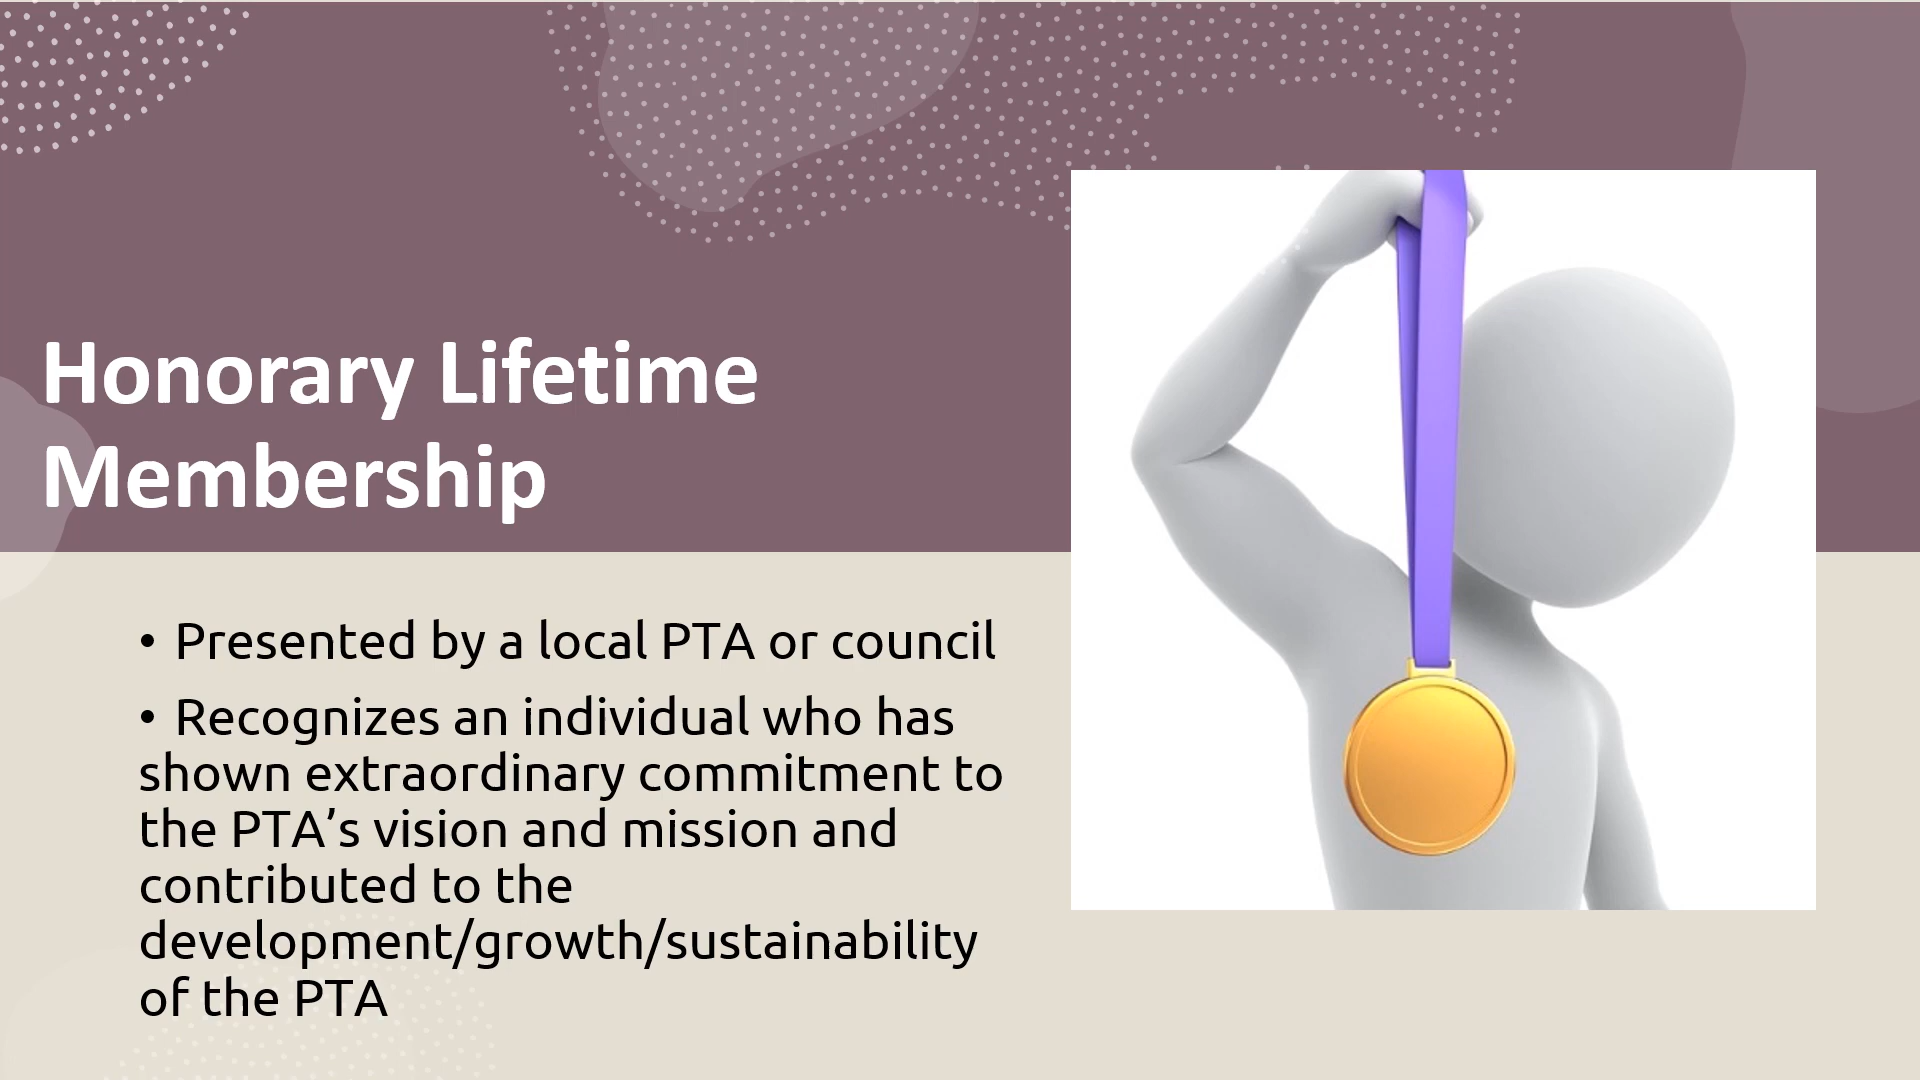 Honorary Lifetime
Membership
• Presented by a local PTA or council
• Recognizes an individual who has
shown extraordinary commitment to
the PTA’s vision and mission and
contributed to the
development/growth/sustainability
of the PTA